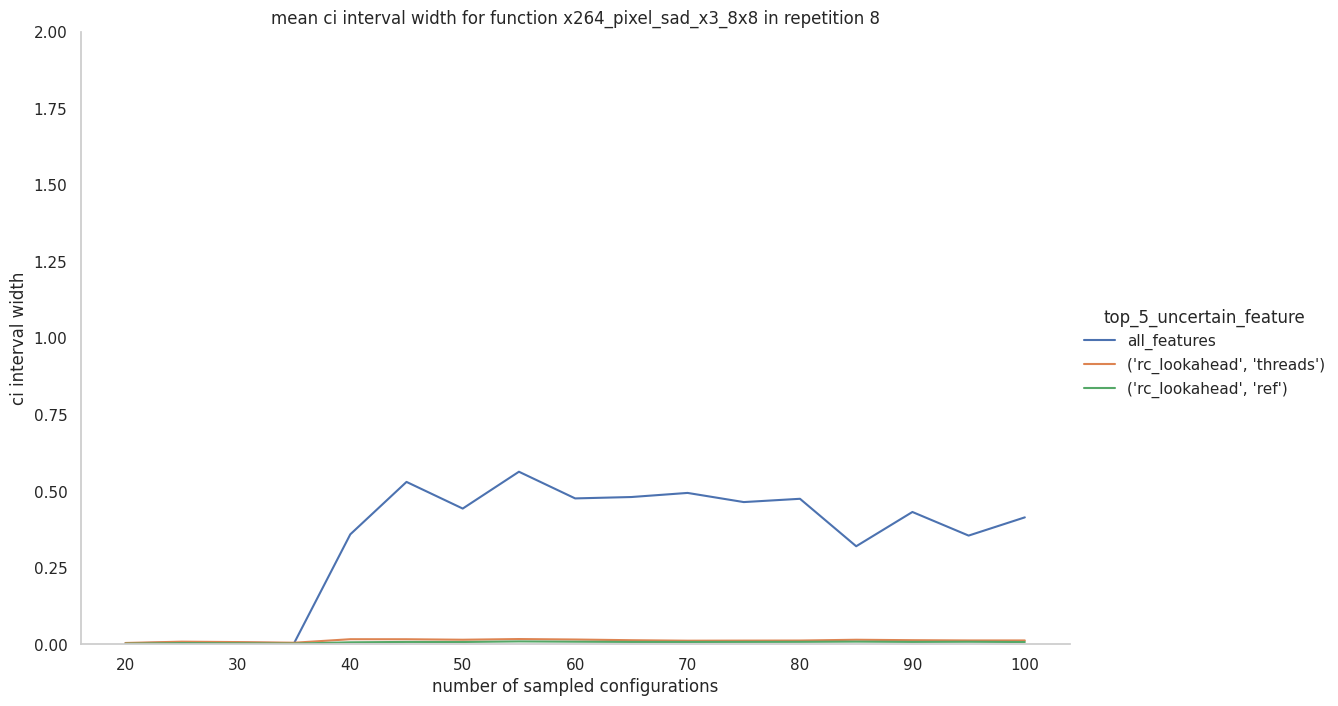 mean ci interval width for function x264_pixel_sad_x3_8x8 in repetition 8
2.00
1.75
1.50
1.25
1.00
0.75
0.50
0.25
0.00
ci interval width
20 30 40 50 60 70 80 90 100
number of sampled configurations
top_5_uncertain_feature
all_features
('rc_lookahead', 'threads')
('rc_lookahead', 'ref')